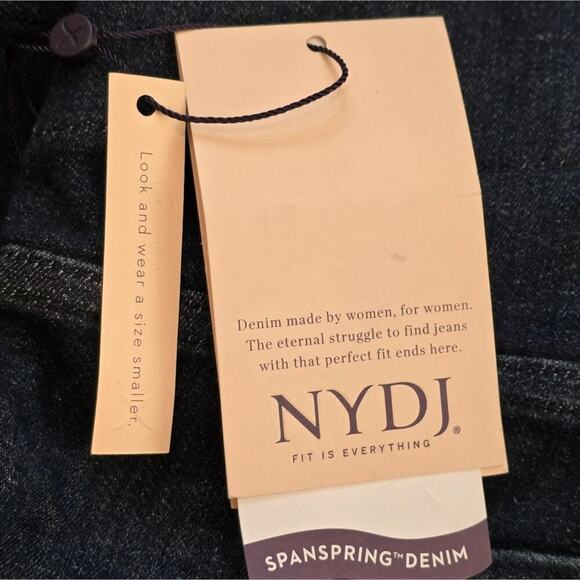 Look and wear a size smaller.
Denim made by women, for women.
The eternal struggle to find jeans
with that perfect fit ends here.
NYDJ®
FIT IS EVERYTHING
SPANSPRING™ DENIM